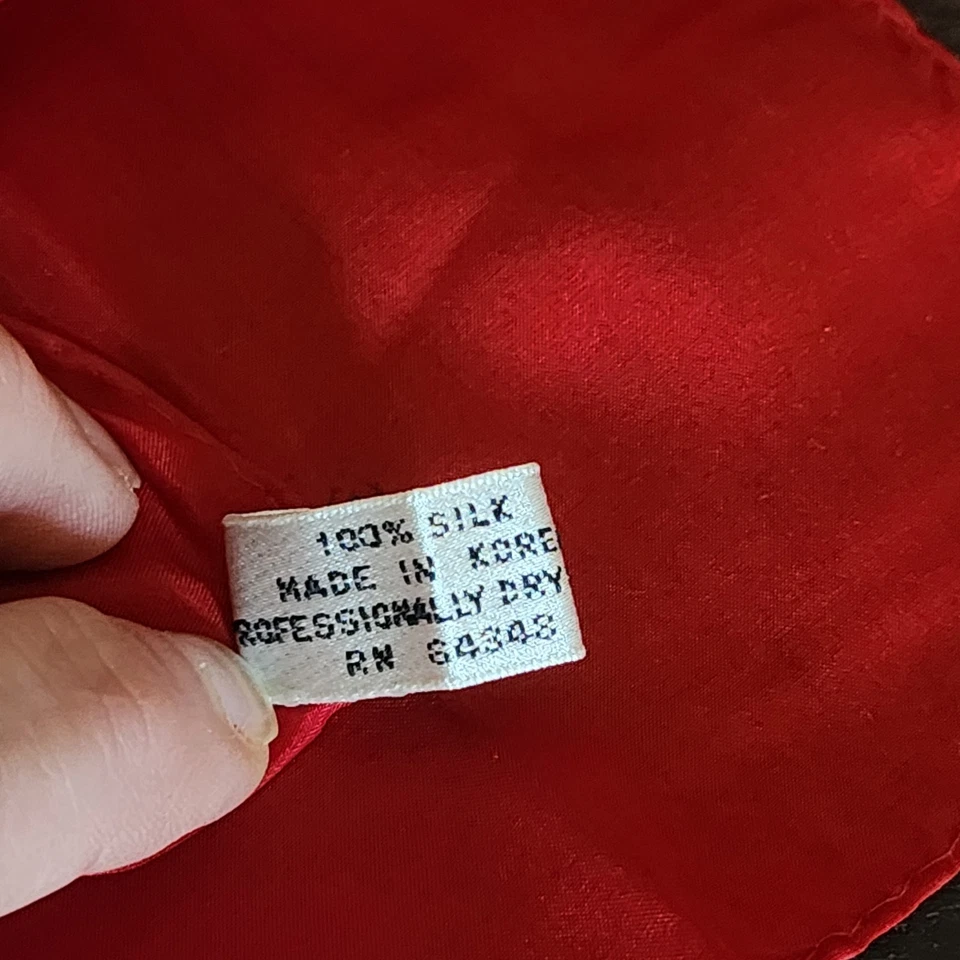 100% SILK
MADE IN KORE
ROFESSIONALLY DRY
RN 64348